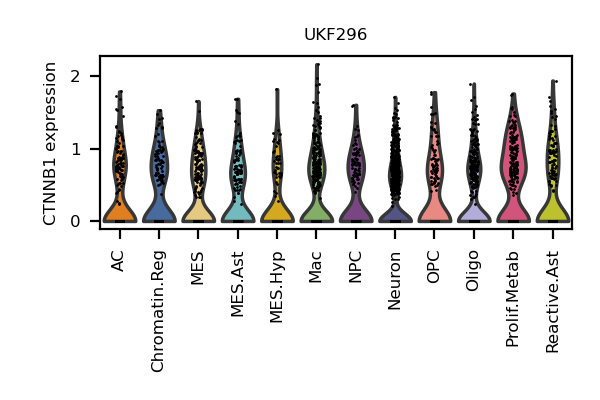 UKF296
CTNNB1 expression
2
1
0
AC
Chromatin.Reg
MES
MES.Ast
MES.Hyp
Mac
NPC
Neuron
OPC
Oligo
Prolif.Metab
Reactive.Ast